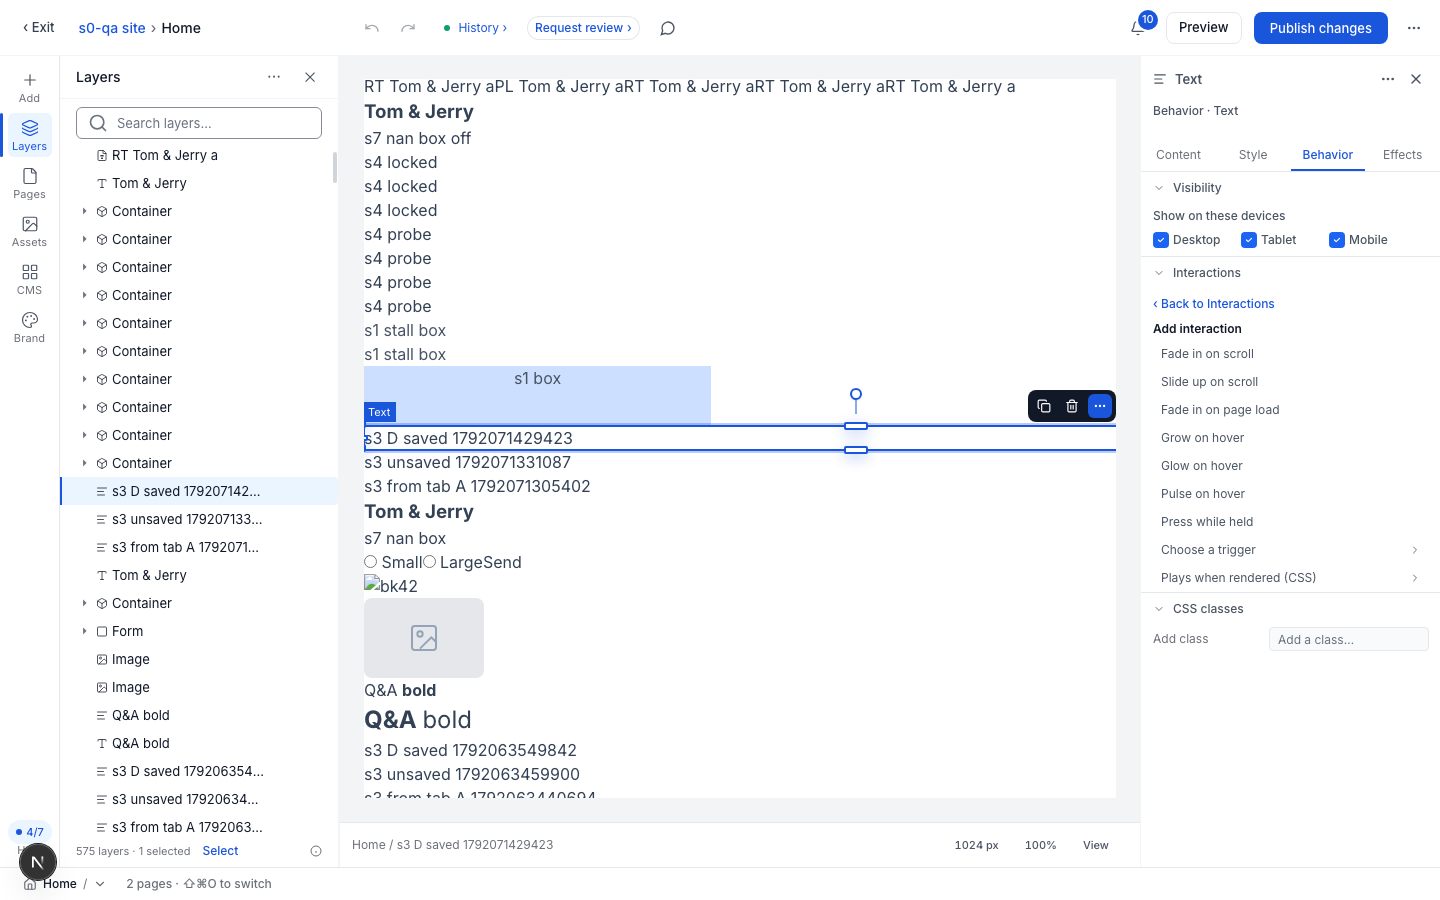 ‹ Exit
s0-qa site › Home
History ›
Request review ›
10
Preview
Publish changes
Add
Layers
Pages
Assets
CMS
Brand
4/7
N
Layers
Search layers...
RT Tom & Jerry a
Tom & Jerry
Container
Container
Container
Container
Container
Container
Container
Container
Container
Container
s3 D saved 179207142...
s3 unsaved 179207133...
s3 from tab A 1792071...
Tom & Jerry
Container
Form
Image
Image
Q&A bold
Q&A bold
s3 D saved 179206354...
s3 unsaved 17920634...
s3 from tab A 1792063...
575 layers · 1 selected Select
RT Tom & Jerry aPL Tom & Jerry aRT Tom & Jerry aRT Tom & Jerry aRT Tom & Jerry a
Tom & Jerry
s7 nan box off
s4 locked
s4 locked
s4 locked
s4 probe
s4 probe
s4 probe
s4 probe
s1 stall box
s1 stall box
s1 box
Text
s3 D saved 1792071429423
s3 unsaved 1792071331087
s3 from tab A 1792071305402
Tom & Jerry
s7 nan box
Small LargeSend
bk42
Q&A bold
Q&A bold
s3 D saved 1792063549842
s3 unsaved 1792063459900
s3 from tab A 1792063440694
Home / s3 D saved 1792071429423
1024 px 100% View
Text
Behavior · Text
Content Style Behavior Effects
Visibility
Show on these devices
Desktop Tablet Mobile
Interactions
‹ Back to Interactions
Add interaction
Fade in on scroll
Slide up on scroll
Fade in on page load
Grow on hover
Glow on hover
Pulse on hover
Press while held
Choose a trigger
Plays when rendered (CSS)
CSS classes
Add class Add a class...
Home / 2 pages · ⇧⌘O to switch